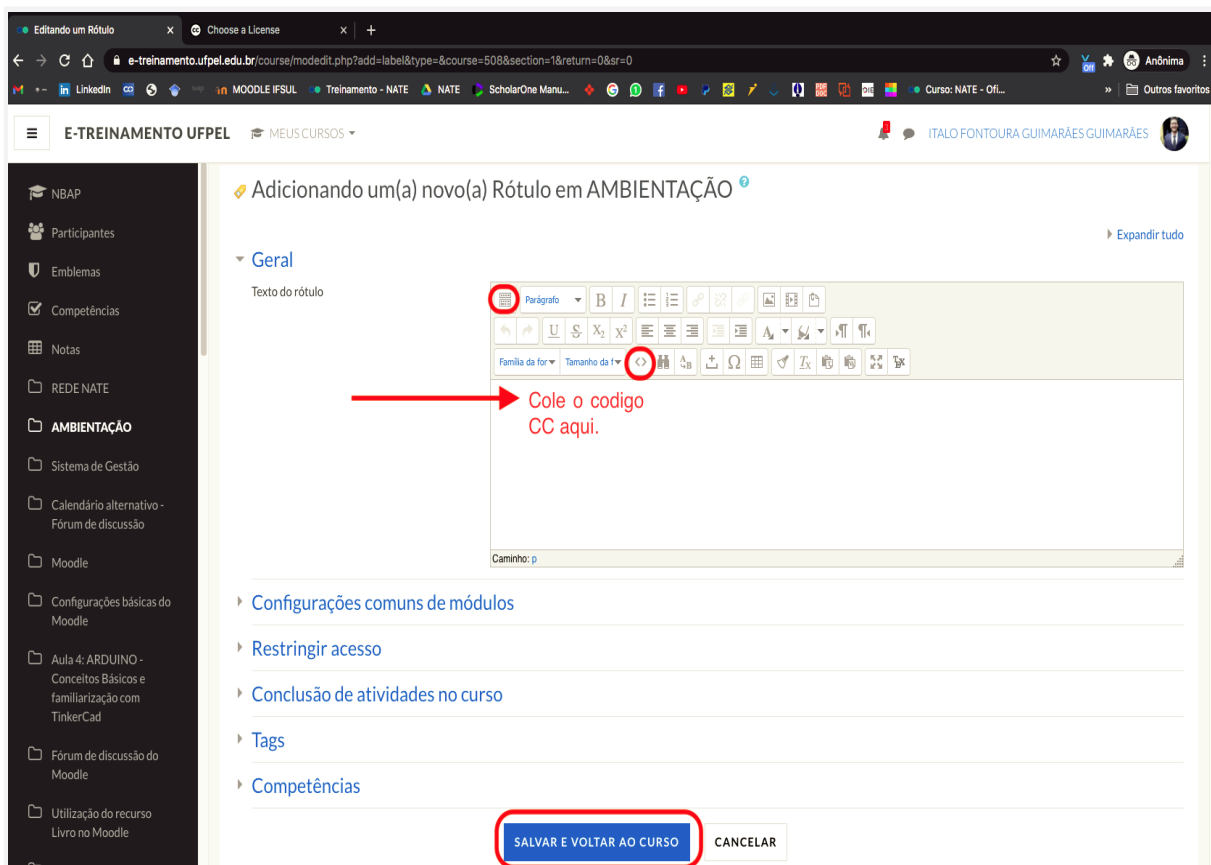 Editando um Rótulo
Choose a License
e-treinamento.ufpel.edu.br/course/modedit.php?add=label&type=&course=508&section=1&return=0&sr=0
Off
Anônima
LinkedIn
MOODLE IFSUL
Treinamento - NATE
NATE
ScholarOne Manu...
Curso: NATE - Ofi...
»
Outros favoritos
E-TREINAMENTO UFPEL
MEUS CURSOS
ITALO FONTOURA GUIMARÃES GUIMARÃES
NBAP
Participantes
Emblemas
Competências
Notas
REDE NATE
AMBIENTAÇÃO
Sistema de Gestão
Calendário alternativo -
Fórum de discussão
Moodle
Configurações básicas do
Moodle
Aula 4: ARDUINO -
Conceitos Básicos e
familiarização com
TinkerCad
Fórum de discussão do
Moodle
Utilização do recurso
Livro no Moodle
Adicionando um(a) novo(a) Rótulo em AMBIENTAÇÃO
Expandir tudo
Geral
Texto do rótulo
Parágrafo
Família da for
Tamanho da f
Cole o codigo
CC aqui.
Caminho: p
Configurações comuns de módulos
Restringir acesso
Conclusão de atividades no curso
Tags
Competências
SALVAR E VOLTAR AO CURSO
CANCELAR